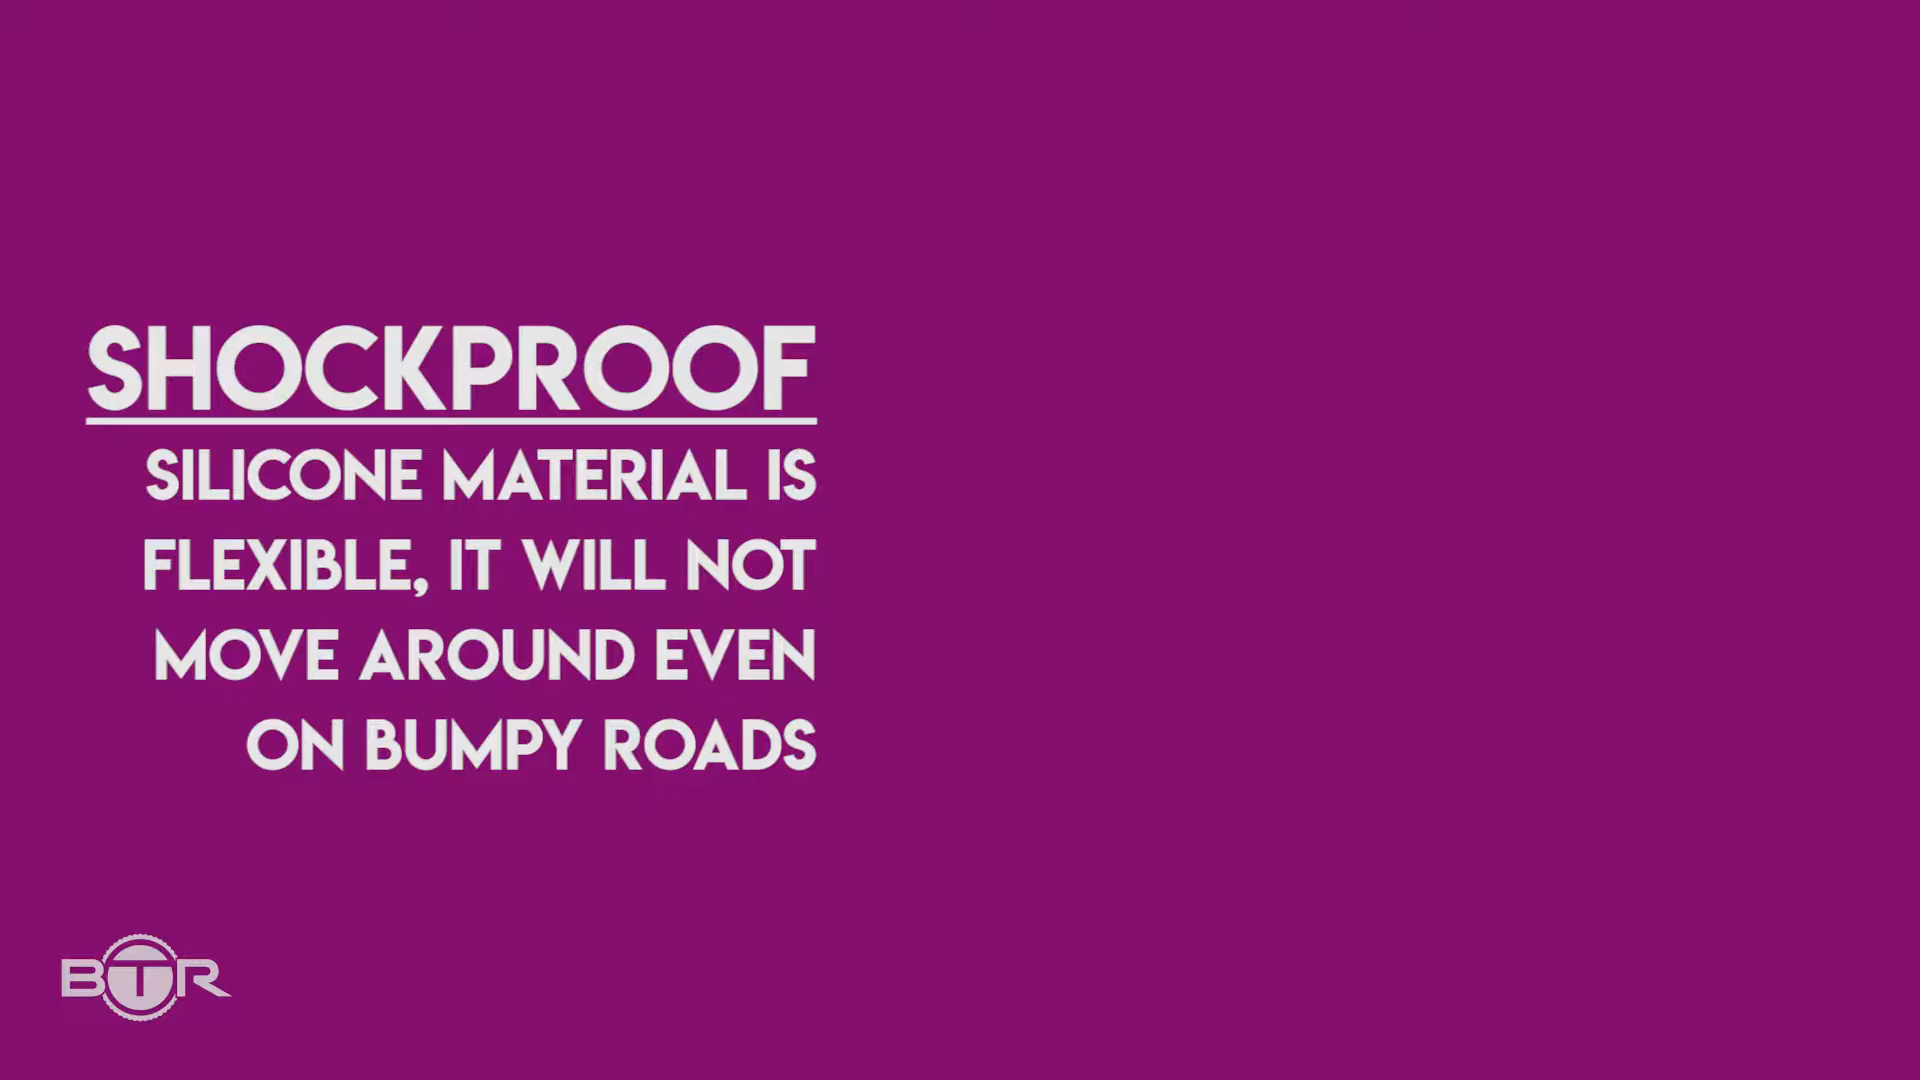 SHOCKPROOF
SILICONE MATERIAL IS
FLEXIBLE, IT WILL NOT
MOVE AROUND EVEN
ON BUMPY ROADS
BTR